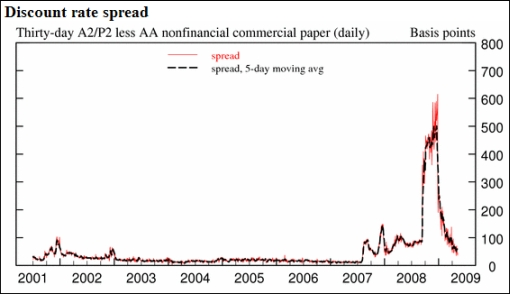 Discount rate spread
Thirty-day A2/P2 less AA nonfinancial commercial paper (daily) Basis points
spread
spread, 5-day moving avg
800
700
600
500
400
300
200
100
0
2001 2002 2003 2004 2005 2006 2007 2008 2009